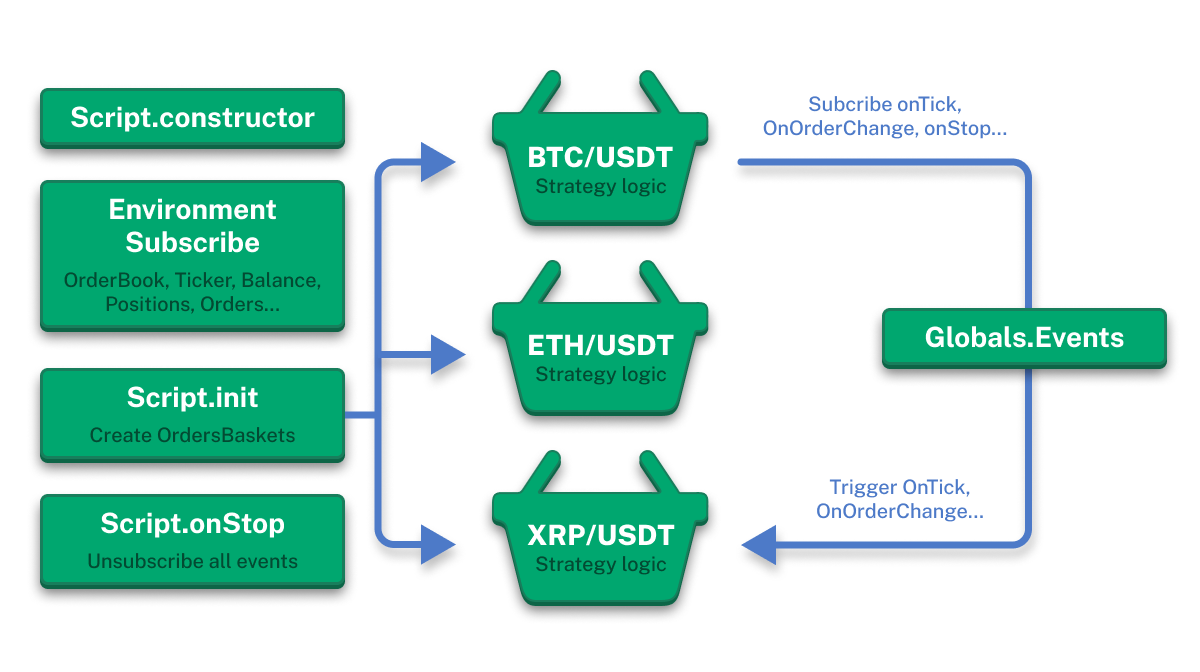 Script.constructor
Environment
Subscribe
OrderBook, Ticker, Balance,
Positions, Orders...
Script.init
Create OrdersBaskets
Script.onStop
Unsubscribe all events
BTC/USDT
Strategy logic
ETH/USDT
Strategy logic
XRP/USDT
Strategy logic
Subcribe onTick,
OnOrderChange, onStop...
Globals.Events
Trigger OnTick,
OnOrderChange...